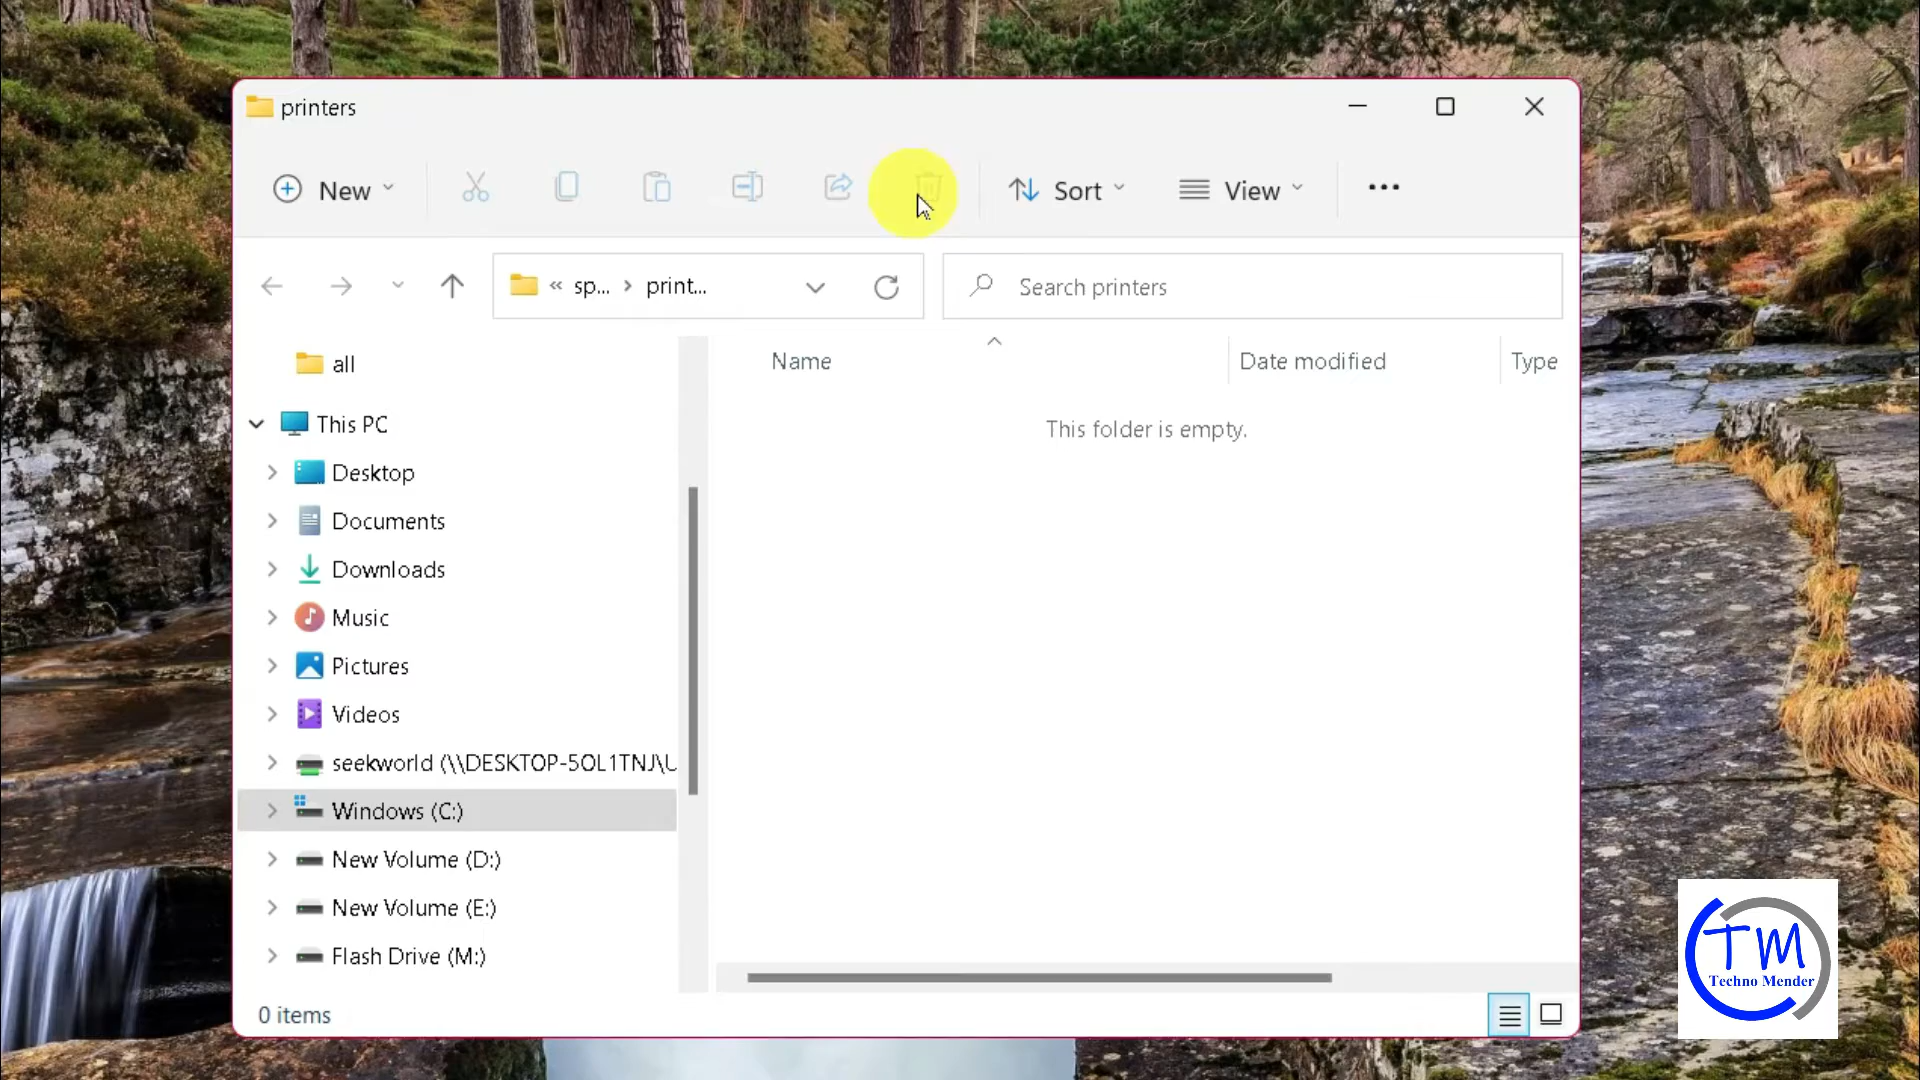 printers
New
Sort
View
sp...
print...
Search printers
all
This PC
Desktop
Documents
Downloads
Music
Pictures
Videos
seekworld (\\DESKTOP-5OL1TNJ\U
Windows (C:)
New Volume (D:)
New Volume (E:)
Flash Drive (M:)
Name
Date modified
Type
This folder is empty.
0 items
TM
Techno Mender